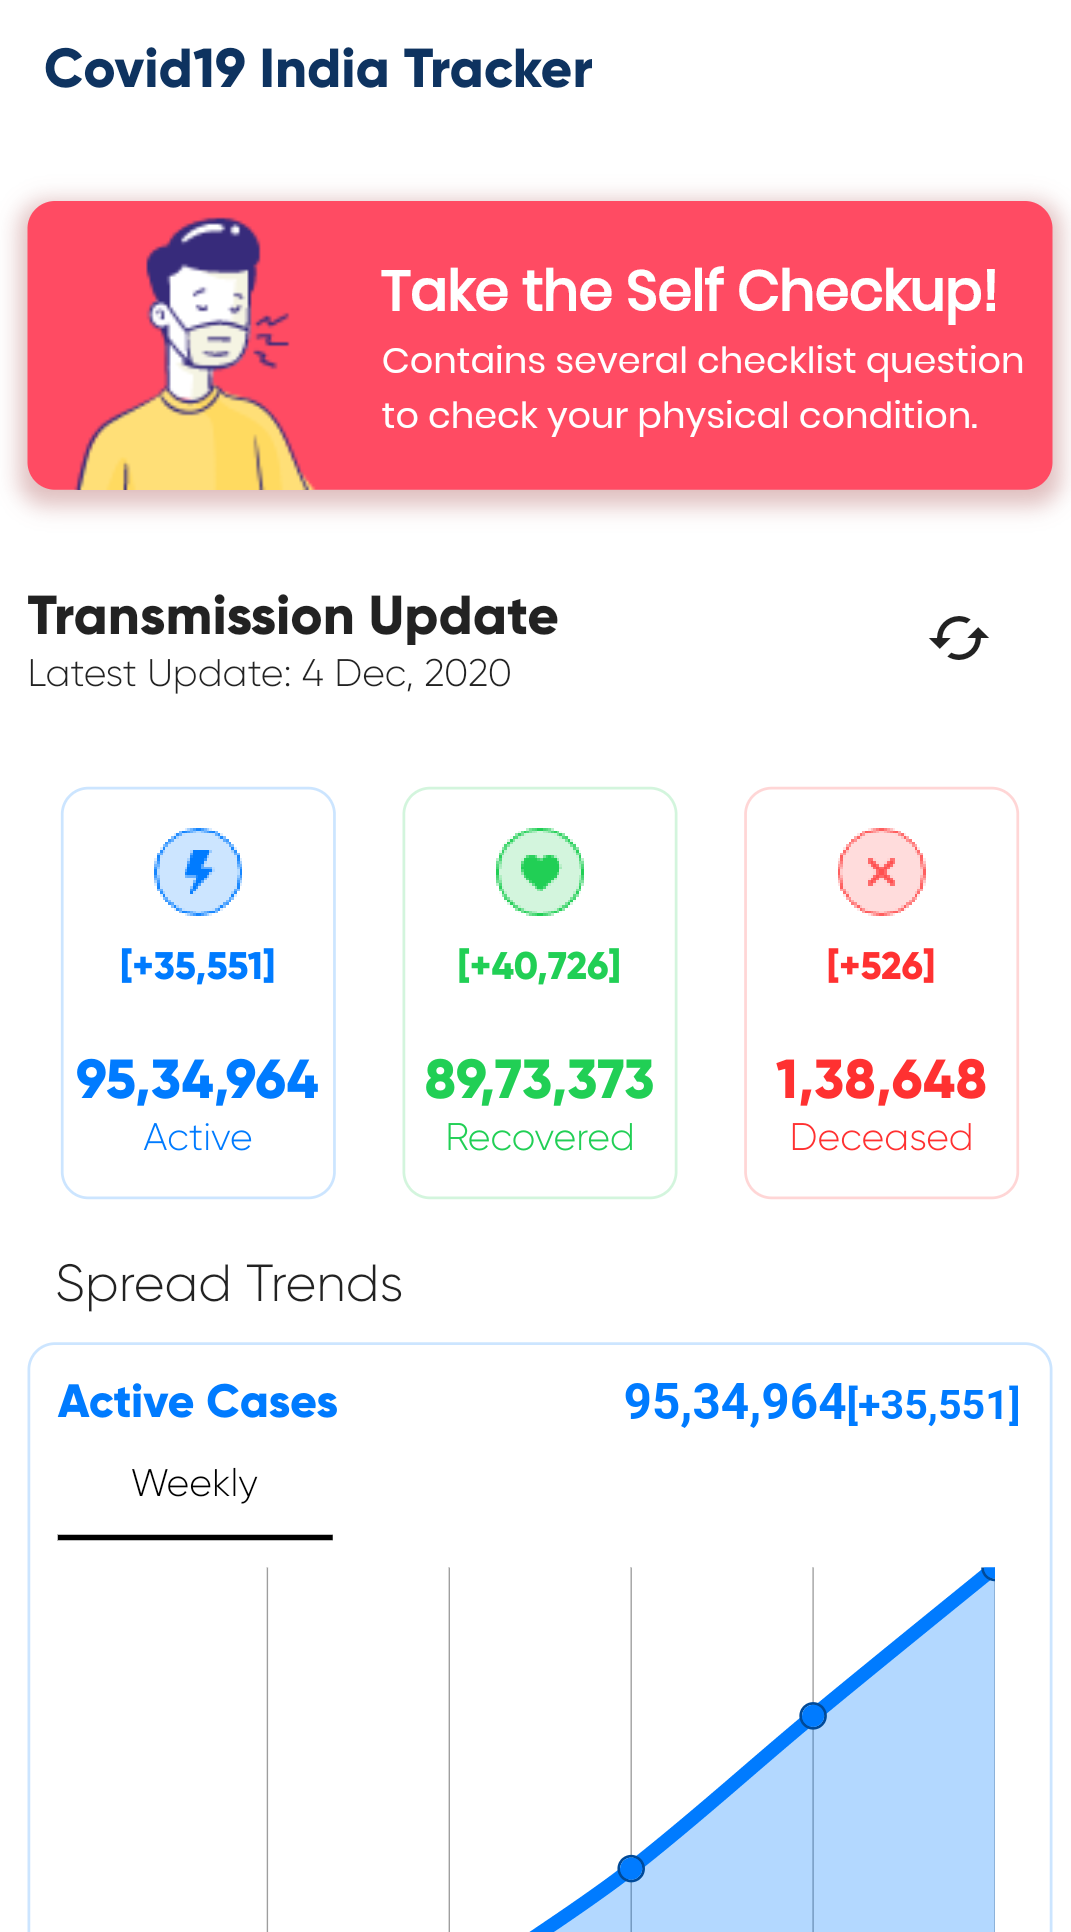 Covid19 India Tracker
Take the Self Checkup!
Contains several checklist question
to check your physical condition.
Transmission Update
Latest Update: 4 Dec, 2020
[+35,551]
95,34,964
Active
[+40,726]
89,73,373
Recovered
[+526]
1,38,648
Deceased
Spread Trends
Active Cases
95,34,964[+35,551]
Weekly